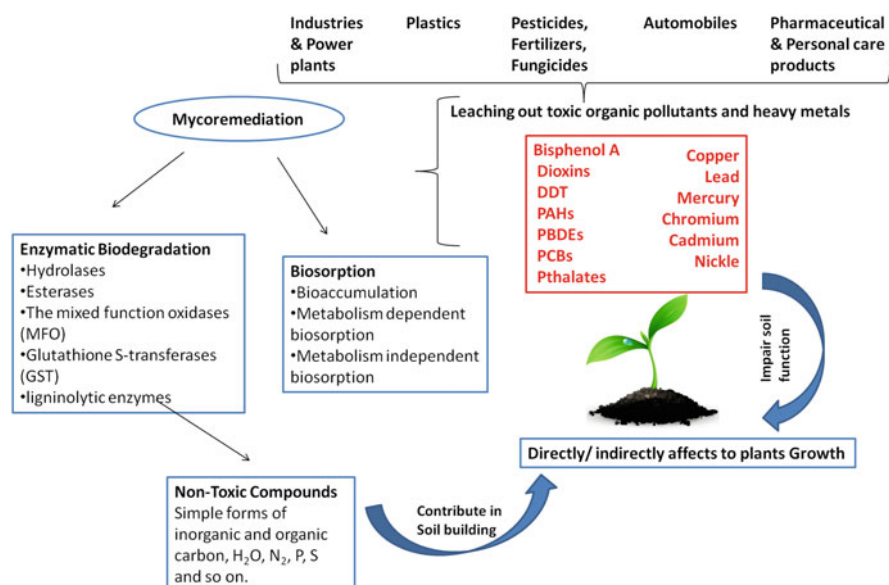 Industries
& Power
plants
Plastics
Pesticides,
Fertilizers,
Fungicides
Automobiles
Pharmaceutical
& Personal care
products
Leaching out toxic organic pollutants and heavy metals
Mycoremediation
Bisphenol A
Dioxins
DDT
PAHs
PBDEs
PCBs
Pthalates
Copper
Lead
Mercury
Chromium
Cadmium
Nickle
Enzymatic Biodegradation
•Hydrolases
•Esterases
•The mixed function oxidases
(MFO)
•Glutathione S-transferases
(GST)
•ligninolytic enzymes
Biosorption
•Bioaccumulation
•Metabolism dependent
biosorption
•Metabolism independent
biosorption
Impair soil
function
Directly/ indirectly affects to plants Growth
Non-Toxic Compounds
Simple forms of
inorganic and organic
carbon, H₂O, N₂, P, S
and so on.
Contribute in
Soil building